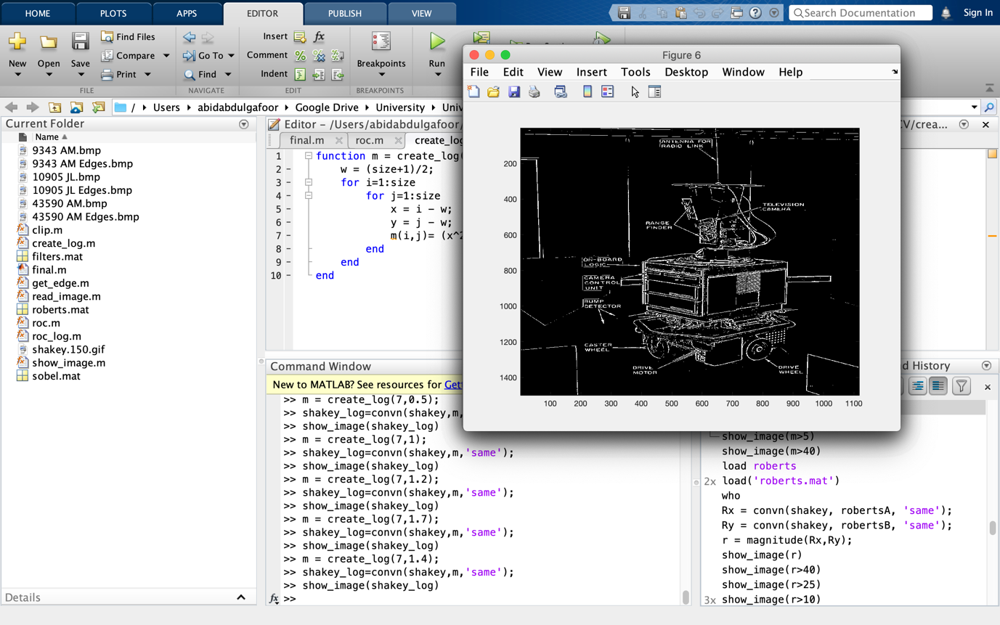 HOME PLOTS APPS EDITOR PUBLISH VIEW
Search Documentation Sign In
Find Files Insert fx
New Open Save Compare Go To Comment Breakpoints Run
Print Find Indent
FILE NAVIGATE EDIT BREAKPOINTS
/ Users abidabdulgafoor Google Drive University Univ
Current Folder
Name
9343 AM.bmp
9343 AM Edges.bmp
10905 JL.bmp
10905 JL Edges.bmp
43590 AM.bmp
43590 AM Edges.bmp
clip.m
create_log.m
filters.mat
final.m
get_edge.m
read_image.m
roberts.mat
roc.m
roc_log.m
shakey.150.gif
show_image.m
sobel.mat
Details
Editor – /Users/abidabdulgafoor/
CV/crea...
final.m roc.m create_log
1 function m = create_log(
2 – w = (size+1)/2;
3 – for i=1:size
4 – for j=1:size
5 – x = i - w;
6 – y = j - w;
7 – m(i,j)= (x^2
8 – end
9 – end
10 – end
Figure 6
File Edit View Insert Tools Desktop Window Help
ANTENNA FOR
RADIO LINK
TELEVISION
CAMERA
RANGE
FINDER
ON-BOARD
LOGIC
CAMERA
CONTROL
UNIT
BUMP
DETECTOR
CASTER
WHEEL
DRIVE
MOTOR
DRIVE
WHEEL
200
400
600
800
1000
1200
1400
100 200 300 400 500 600 700 800 900 1000 1100
Command Window
New to MATLAB? See resources for Gett
>> m = create_log(7,0.5);
>> shakey_log=convn(shakey,m,
>> show_image(shakey_log)
>> m = create_log(7,1);
>> shakey_log=convn(shakey,m,'same');
>> show_image(shakey_log)
>> m = create_log(7,1.2);
>> shakey_log=convn(shakey,m,'same');
>> show_image(shakey_log)
>> m = create_log(7,1.7);
>> shakey_log=convn(shakey,m,'same');
>> show_image(shakey_log)
>> m = create_log(7,1.4);
>> shakey_log=convn(shakey,m,'same');
>> show_image(shakey_log)
fx >>
d History
show_image(m>5)
show_image(m>40)
load roberts
2x load('roberts.mat')
who
Rx = convn(shakey, robertsA, 'same');
Ry = convn(shakey, robertsB, 'same');
r = magnitude(Rx,Ry);
show_image(r)
show_image(r>40)
show_image(r>25)
3x show_image(r>10)